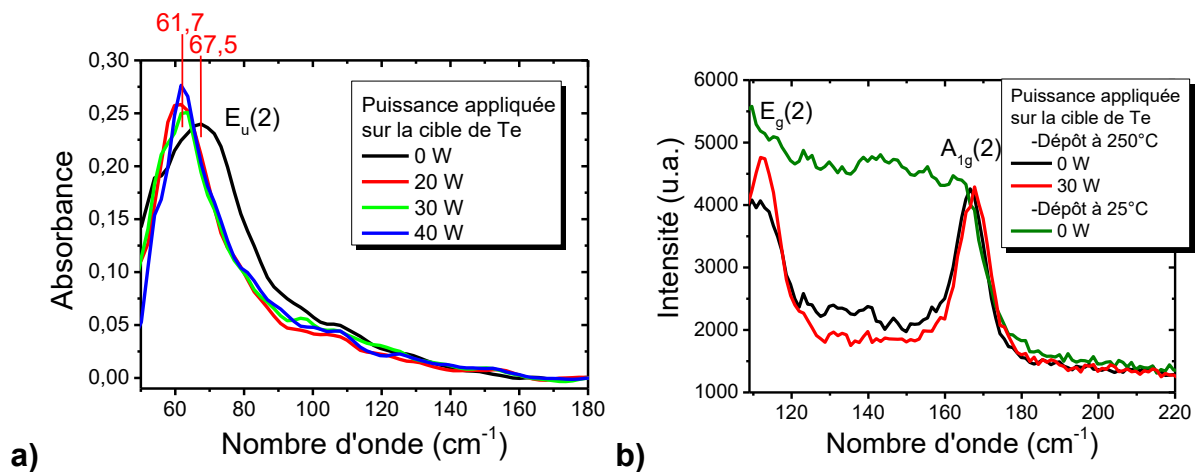 61,7
67,5
0,30
0,25
0,20
0,15
0,10
0,05
0,00
Absorbance
E_u(2)
Puissance appliquée
sur la cible de Te
0 W
20 W
30 W
40 W
60 80 100 120 140 160 180
Nombre d'onde (cm⁻¹)
a)
6000
5000
4000
3000
2000
1000
Intensité (u.a.)
E_g(2)
A_1g(2)
Puissance appliquée
sur la cible de Te
-Dépôt à 250°C
0 W
30 W
-Dépôt à 25°C
0 W
120 140 160 180 200 220
Nombre d'onde (cm⁻¹)
b)